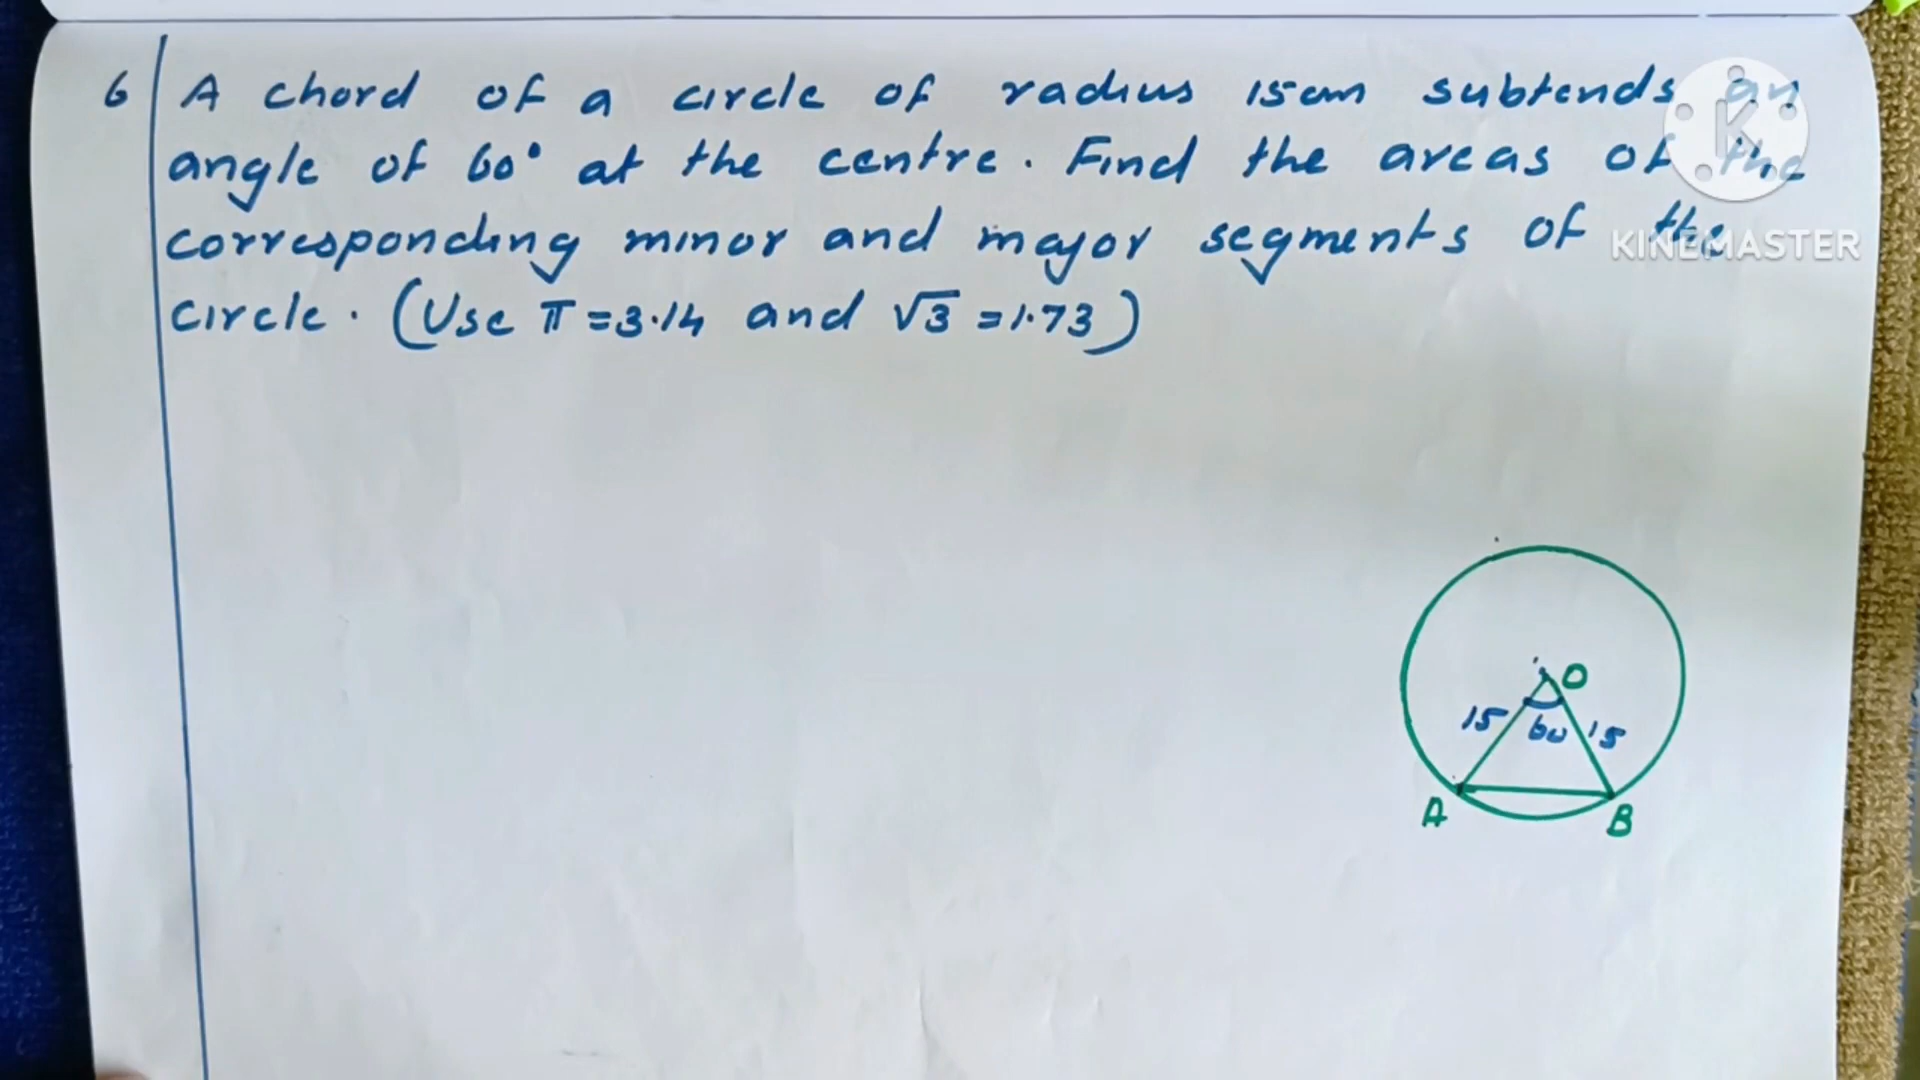 6 A chord of a circle of radius 15cm subtends an
angle of 60° at the centre. Find the areas of the
corresponding minor and major segments of the
circle. (Use π = 3.14 and √3 = 1.73)
K
KINEMASTER
O
15 60 15
A B